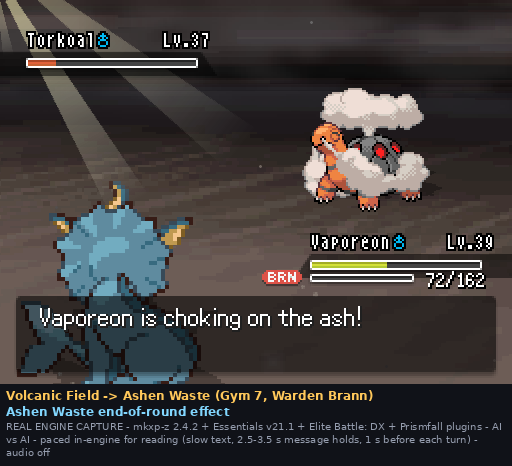 Torkoal Lv.37
Vaporeon Lv.39
BRN
72/162
Vaporeon is choking on the ash!
Volcanic Field -> Ashen Waste (Gym 7, Warden Brann)
Ashen Waste end-of-round effect
REAL ENGINE CAPTURE - mkxp-z 2.4.2 + Essentials v21.1 + Elite Battle: DX + Prismfall plugins - AI
vs AI - paced in-engine for reading (slow text, 2.5-3.5 s message holds, 1 s before each turn) -
audio off